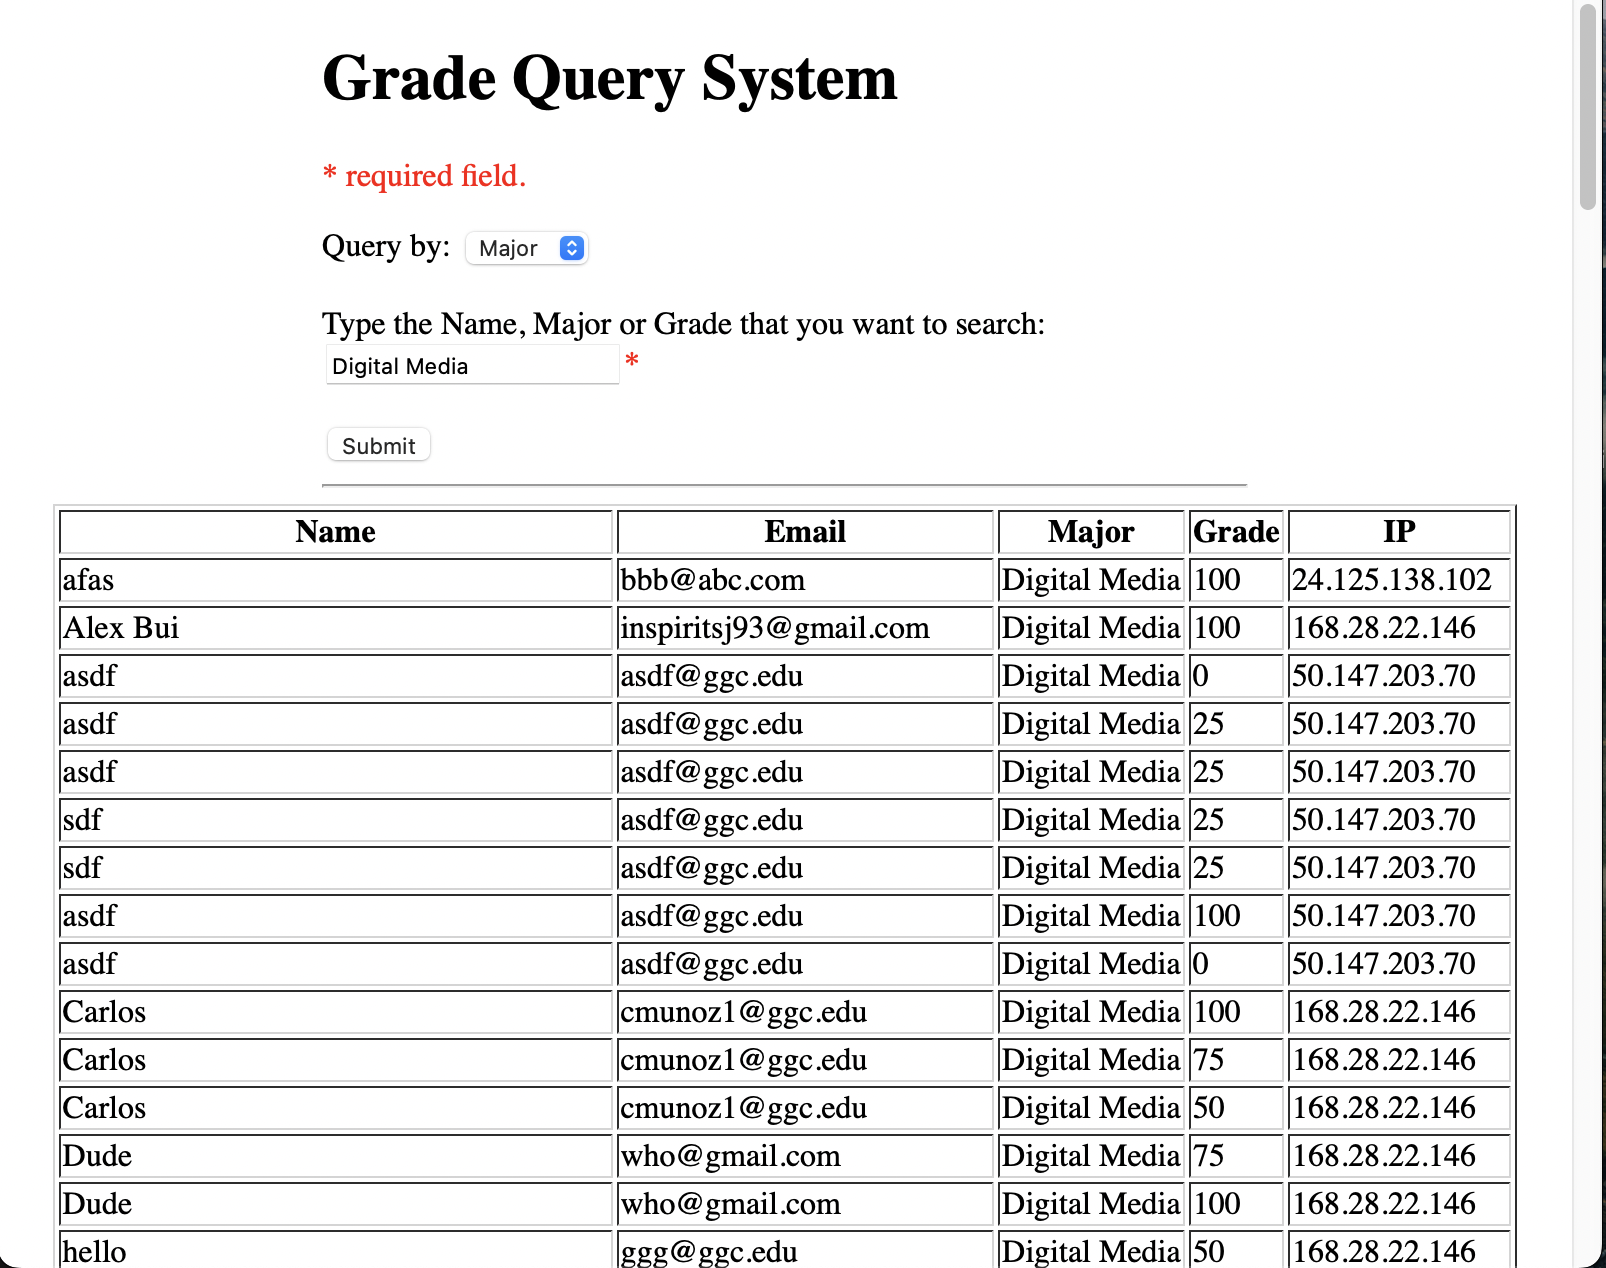 Grade Query System
* required field.
Query by: Major
Type the Name, Major or Grade that you want to search:
Digital Media *
Submit
Name Email Major Grade IP
afas bbb@abc.com Digital Media 100 24.125.138.102
Alex Bui inspiritsj93@gmail.com Digital Media 100 168.28.22.146
asdf asdf@ggc.edu Digital Media 0 50.147.203.70
asdf asdf@ggc.edu Digital Media 25 50.147.203.70
asdf asdf@ggc.edu Digital Media 25 50.147.203.70
sdf asdf@ggc.edu Digital Media 25 50.147.203.70
sdf asdf@ggc.edu Digital Media 25 50.147.203.70
asdf asdf@ggc.edu Digital Media 100 50.147.203.70
asdf asdf@ggc.edu Digital Media 0 50.147.203.70
Carlos cmunoz1@ggc.edu Digital Media 100 168.28.22.146
Carlos cmunoz1@ggc.edu Digital Media 75 168.28.22.146
Carlos cmunoz1@ggc.edu Digital Media 50 168.28.22.146
Dude who@gmail.com Digital Media 75 168.28.22.146
Dude who@gmail.com Digital Media 100 168.28.22.146
hello ggg@ggc.edu Digital Media 50 168.28.22.146